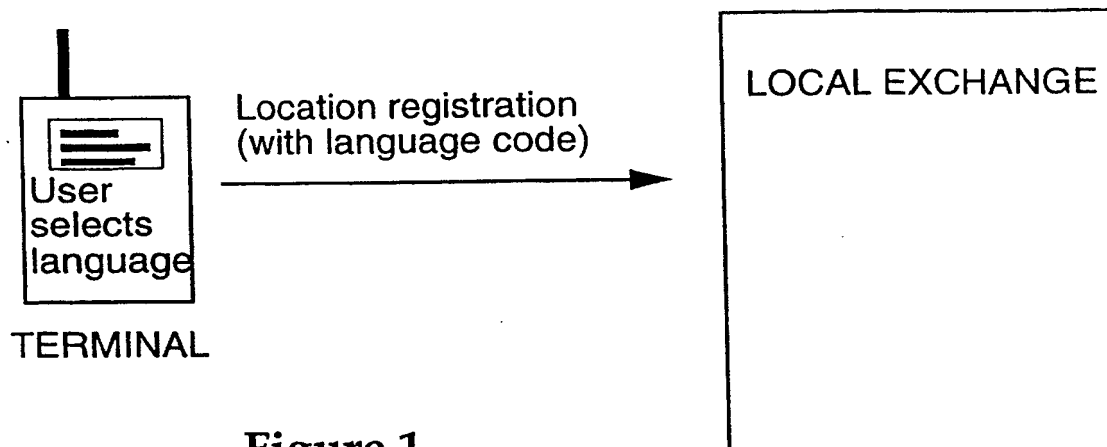 Location registration
(with language code)
User
selects
language
TERMINAL
LOCAL EXCHANGE
Figure 1